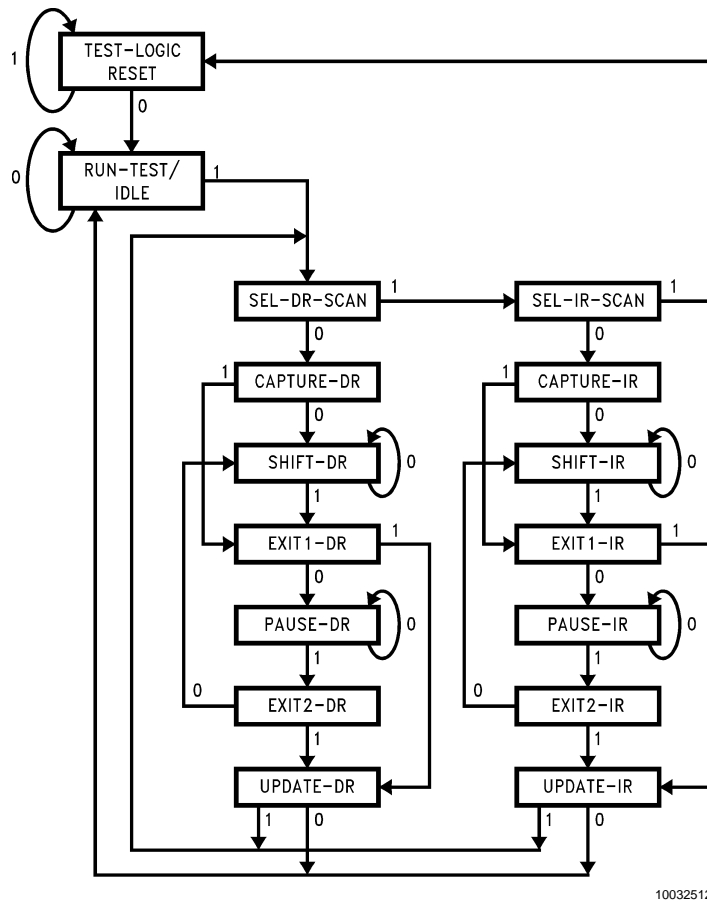 1
TEST-LOGIC
RESET
0
0
RUN-TEST/
IDLE
1
SEL-DR-SCAN
1
SEL-IR-SCAN
1
0
0
1
CAPTURE-DR
1
CAPTURE-IR
0
0
SHIFT-DR
0
SHIFT-IR
0
1
1
EXIT1-DR
1
EXIT1-IR
1
0
0
PAUSE-DR
0
PAUSE-IR
0
1
1
0
EXIT2-DR
0
EXIT2-IR
1
1
UPDATE-DR
UPDATE-IR
1
0
1
0
10032512